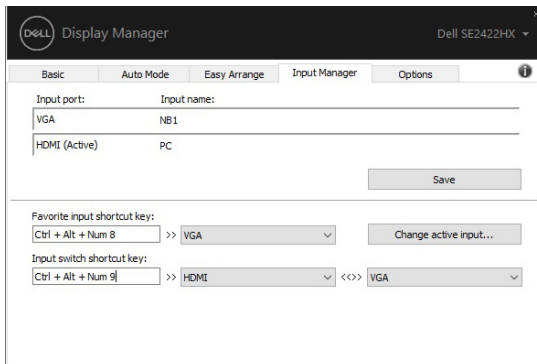 DELL Display Manager Dell SE2422HX
Basic Auto Mode Easy Arrange Input Manager Options
Input port: Input name:
VGA NB1
HDMI (Active) PC
Save
Favorite input shortcut key:
Ctrl + Alt + Num 8 >> VGA Change active input...
Input switch shortcut key:
Ctrl + Alt + Num 9 >> HDMI <<>> VGA